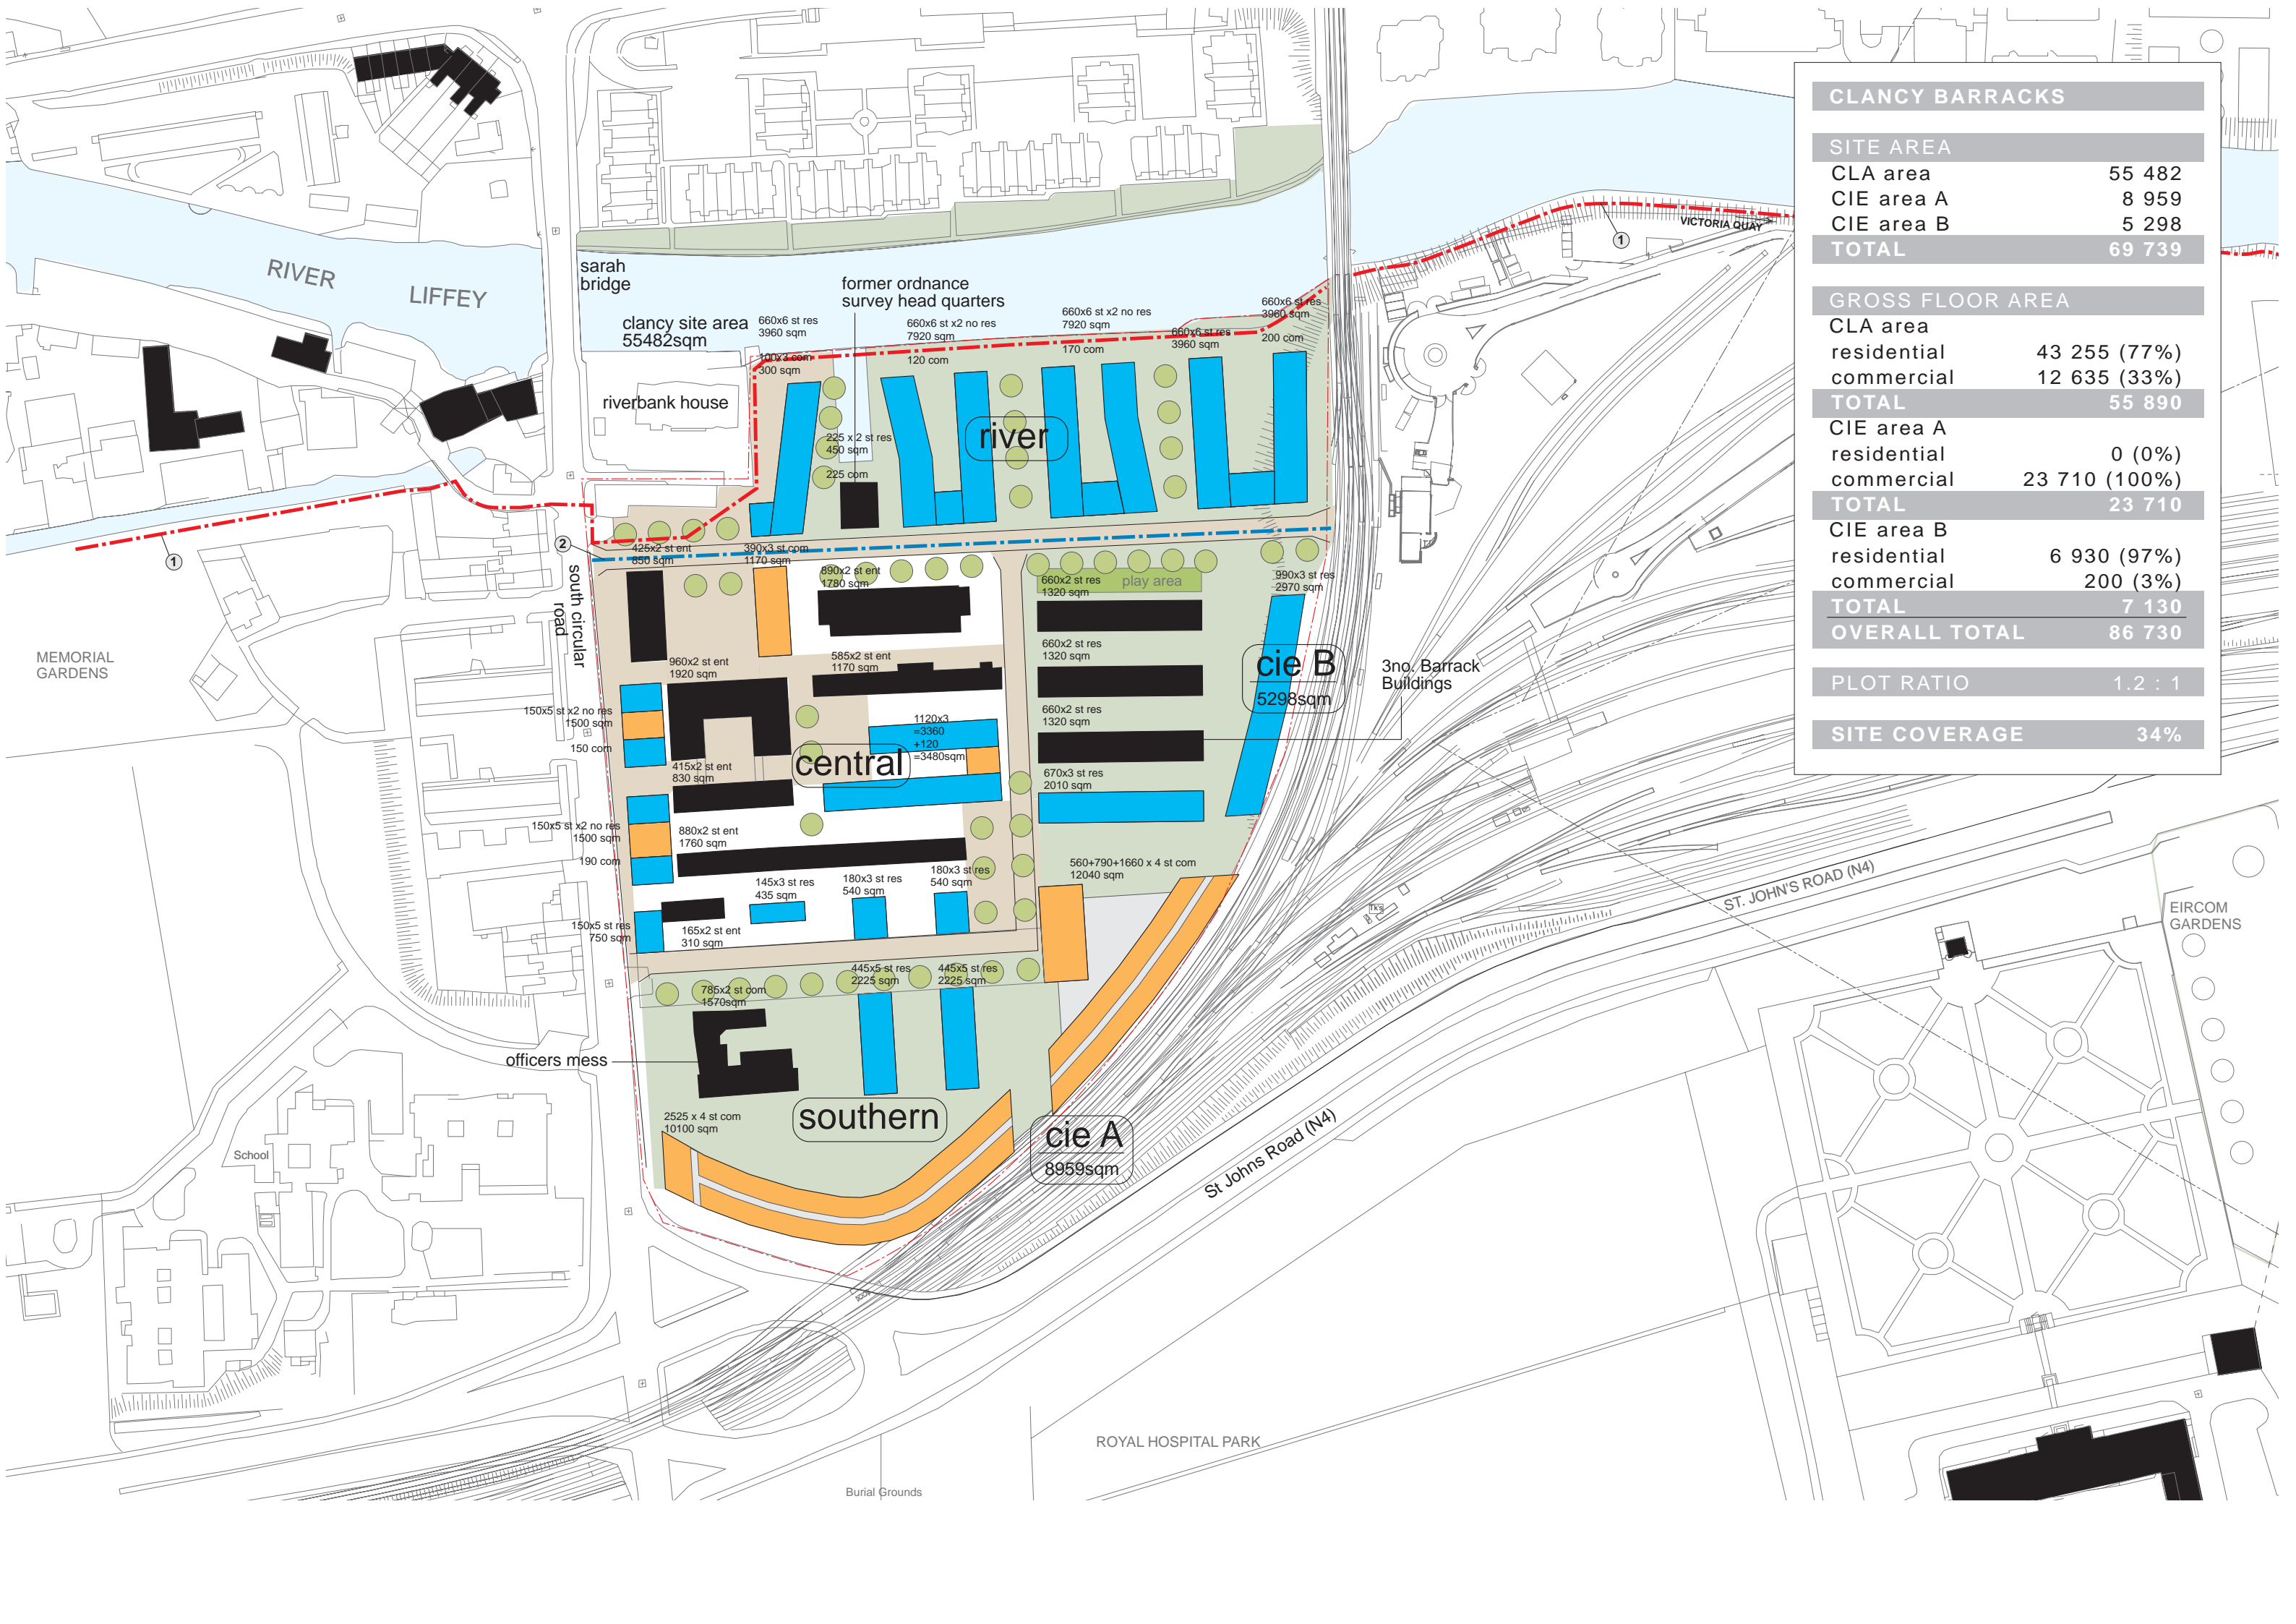 RIVER
LIFFEY
sarah
bridge
clancy site area
55482sqm
former ordnance
survey head quarters
660x6 st res
3960 sqm
100x3 com
300 sqm
660x6 st x2 no res
7920 sqm
120 com
660x6 st x2 no res
7920 sqm
170 com
660x6 st res
3960 sqm
660x6 st res
3960 sqm
200 com
riverbank house
225 x 2 st res
450 sqm
225 com
river
VICTORIA QUAY
1
1
2
CLANCY BARRACKS
SITE AREA
CLA area 55 482
CIE area A 8 959
CIE area B 5 298
TOTAL 69 739
GROSS FLOOR AREA
CLA area
residential 43 255 (77%)
commercial 12 635 (33%)
TOTAL 55 890
CIE area A
residential 0 (0%)
commercial 23 710 (100%)
TOTAL 23 710
CIE area B
residential 6 930 (97%)
commercial 200 (3%)
TOTAL 7 130
OVERALL TOTAL 86 730
PLOT RATIO 1.2 : 1
SITE COVERAGE 34%
south circular
road
MEMORIAL
GARDENS
425x2 st ent
850 sqm
390x3 st com
1170 sqm
890x2 st ent
1780 sqm
660x2 st res
1320 sqm
play area
990x3 st res
2970 sqm
960x2 st ent
1920 sqm
585x2 st ent
1170 sqm
660x2 st res
1320 sqm
cie B
5298sqm
3no. Barrack
Buildings
150x5 st x2 no res
1500 sqm
150 com
1120x3
=3360
+120
=3480sqm
660x2 st res
1320 sqm
central
415x2 st ent
830 sqm
670x3 st res
2010 sqm
150x5 st x2 no res
1500 sqm
190 com
880x2 st ent
1760 sqm
145x3 st res
435 sqm
180x3 st res
540 sqm
180x3 st res
540 sqm
560+790+1660 x 4 st com
12040 sqm
150x5 st res
750 sqm
165x2 st ent
310 sqm
785x2 st com
1570sqm
445x5 st res
2225 sqm
445x5 st res
2225 sqm
officers mess
southern
2525 x 4 st com
10100 sqm
cie A
8959sqm
St Johns Road (N4)
ST. JOHN'S ROAD (N4)
EIRCOM
GARDENS
School
ROYAL HOSPITAL PARK
Burial Grounds